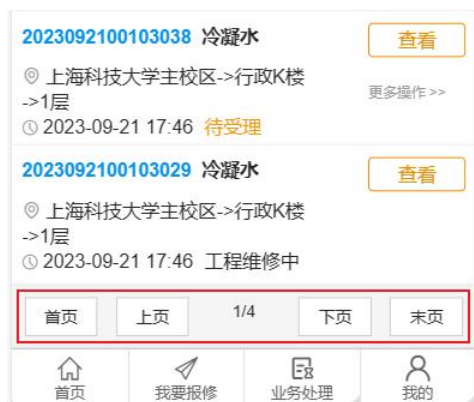 2023092100103038 冷凝水
查看
上海科技大学主校区->行政K楼
->1层
更多操作 >>
2023-09-21 17:46 待受理
2023092100103029 冷凝水
查看
上海科技大学主校区->行政K楼
->1层
2023-09-21 17:46 工程维修中
首页 上页 1/4 下页 末页
首页 我要报修 业务处理 我的